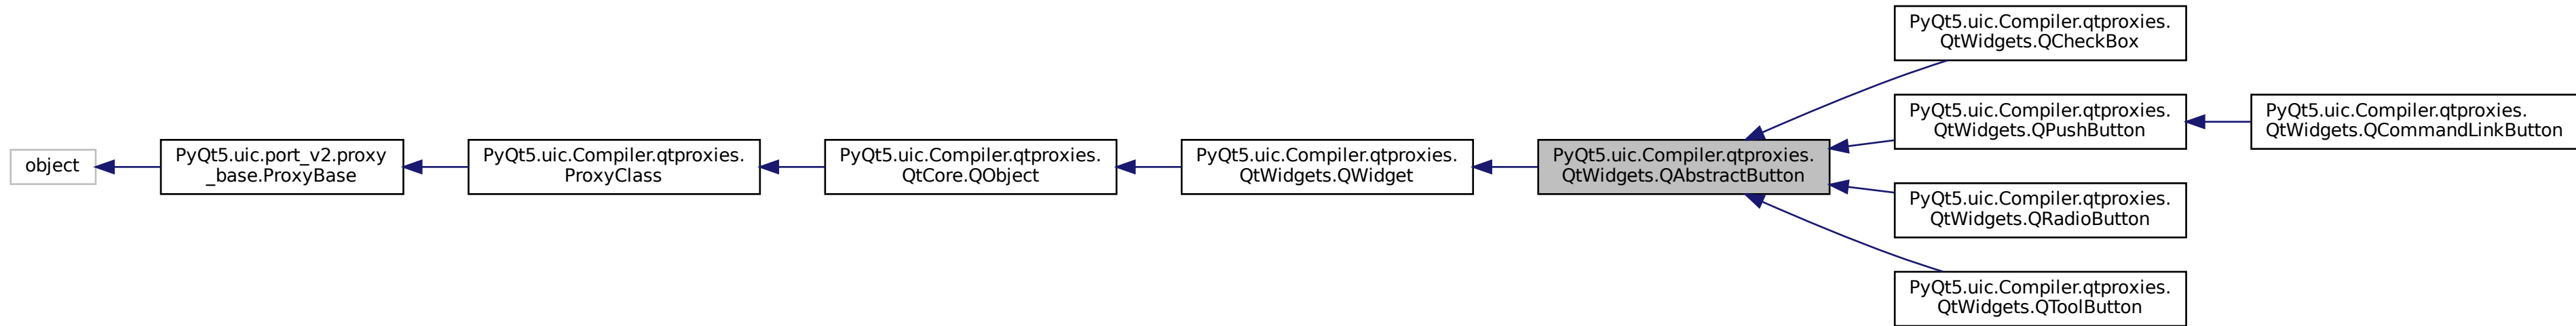 object
PyQt5.uic.port_v2.proxy
_base.ProxyBase
PyQt5.uic.Compiler.qtproxies.
ProxyClass
PyQt5.uic.Compiler.qtproxies.
QtCore.QObject
PyQt5.uic.Compiler.qtproxies.
QtWidgets.QWidget
PyQt5.uic.Compiler.qtproxies.
QtWidgets.QAbstractButton
PyQt5.uic.Compiler.qtproxies.
QtWidgets.QCheckBox
PyQt5.uic.Compiler.qtproxies.
QtWidgets.QPushButton
PyQt5.uic.Compiler.qtproxies.
QtWidgets.QCommandLinkButton
PyQt5.uic.Compiler.qtproxies.
QtWidgets.QRadioButton
PyQt5.uic.Compiler.qtproxies.
QtWidgets.QToolButton